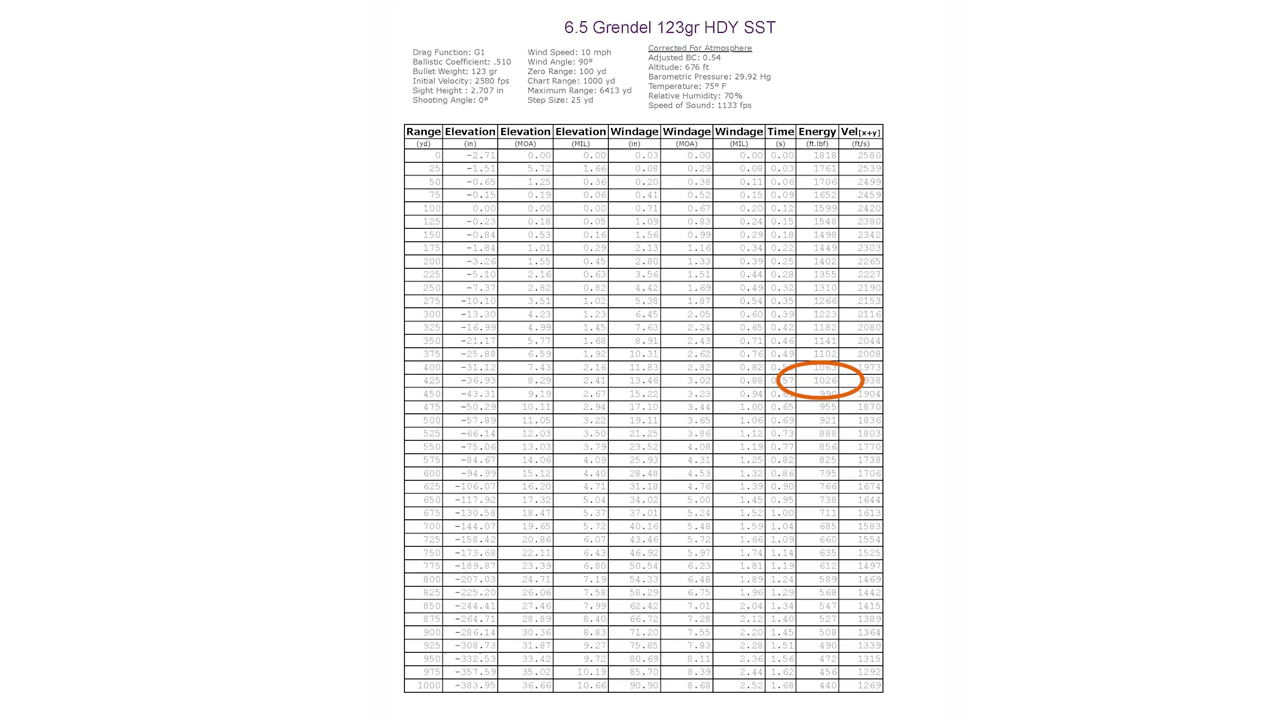 6.5 Grendel 123gr HDY SST
Drag Function: G1
Ballistic Coefficient: .510
Bullet Weight: 123 gr
Initial Velocity: 2580 fps
Sight Height : 2.707 in
Shooting Angle: 0°
Wind Speed: 10 mph
Wind Angle: 90°
Zero Range: 100 yd
Chart Range: 1000 yd
Maximum Range: 6413 yd
Step Size: 25 yd
Corrected For Atmosphere
Adjusted BC: 0.54
Altitude: 676 ft
Barometric Pressure: 29.92 Hg
Temperature: 75° F
Relative Humidity: 70%
Speed of Sound: 1133 fps
Range Elevation Elevation Elevation Windage Windage Windage Time Energy Vel[x+y]
(yd) (in) (MOA) (MIL) (in) (MOA) (MIL) (s) (ft.lbf) (ft/s)
0 -2.71 0.00 0.00 0.03 0.00 0.00 0.00 1818 2580
25 -1.51 5.72 1.66 0.08 0.29 0.08 0.03 1761 2539
50 -0.65 1.25 0.36 0.20 0.38 0.11 0.06 1706 2499
75 -0.15 0.19 0.06 0.41 0.52 0.15 0.09 1652 2459
100 0.00 0.00 0.00 0.71 0.67 0.20 0.12 1599 2420
125 -0.23 0.18 0.05 1.09 0.83 0.24 0.15 1548 2380
150 -0.84 0.53 0.16 1.56 0.99 0.29 0.18 1498 2342
175 -1.84 1.01 0.29 2.13 1.16 0.34 0.22 1449 2303
200 -3.26 1.55 0.45 2.80 1.33 0.39 0.25 1402 2265
225 -5.10 2.16 0.63 3.56 1.51 0.44 0.28 1355 2227
250 -7.37 2.82 0.82 4.42 1.69 0.49 0.32 1310 2190
275 -10.10 3.51 1.02 5.38 1.87 0.54 0.35 1266 2153
300 -13.30 4.23 1.23 6.45 2.05 0.60 0.39 1223 2116
325 -16.99 4.99 1.45 7.63 2.24 0.65 0.42 1182 2080
350 -21.17 5.77 1.68 8.91 2.43 0.71 0.46 1141 2044
375 -25.88 6.59 1.92 10.31 2.62 0.76 0.49 1102 2008
400 -31.12 7.43 2.16 11.83 2.82 0.82 1063 1973
425 -36.93 8.29 2.41 13.46 3.02 0.88 0.57 1026 1938
450 -43.31 9.19 2.67 15.22 3.23 0.94 990 1904
475 -50.29 10.11 2.94 17.10 3.44 1.00 0.65 955 1870
500 -57.89 11.05 3.22 19.11 3.65 1.06 0.69 921 1836
525 -66.14 12.03 3.50 21.25 3.86 1.12 0.73 888 1803
550 -75.06 13.03 3.79 23.52 4.08 1.19 0.77 856 1770
575 -84.67 14.06 4.09 25.93 4.31 1.25 0.82 825 1738
600 -94.99 15.12 4.40 28.48 4.53 1.32 0.86 795 1706
625 -106.07 16.20 4.71 31.18 4.76 1.39 0.90 766 1674
650 -117.92 17.32 5.04 34.02 5.00 1.45 0.95 738 1644
675 -130.58 18.47 5.37 37.01 5.24 1.52 1.00 711 1613
700 -144.07 19.65 5.72 40.16 5.48 1.59 1.04 685 1583
725 -158.42 20.86 6.07 43.46 5.72 1.66 1.09 660 1554
750 -173.68 22.11 6.43 46.92 5.97 1.74 1.14 635 1525
775 -189.87 23.39 6.80 50.54 6.23 1.81 1.19 612 1497
800 -207.03 24.71 7.19 54.33 6.48 1.89 1.24 589 1469
825 -225.20 26.06 7.58 58.29 6.75 1.96 1.29 568 1442
850 -244.41 27.46 7.99 62.42 7.01 2.04 1.34 547 1415
875 -264.71 28.89 8.40 66.72 7.28 2.12 1.40 527 1389
900 -286.14 30.36 8.83 71.20 7.55 2.20 1.45 508 1364
925 -308.73 31.87 9.27 75.85 7.83 2.28 1.51 490 1339
950 -332.53 33.42 9.72 80.69 8.11 2.36 1.56 472 1315
975 -357.59 35.02 10.19 85.70 8.39 2.44 1.62 456 1292
1000 -383.95 36.66 10.66 90.90 8.68 2.52 1.68 440 1269